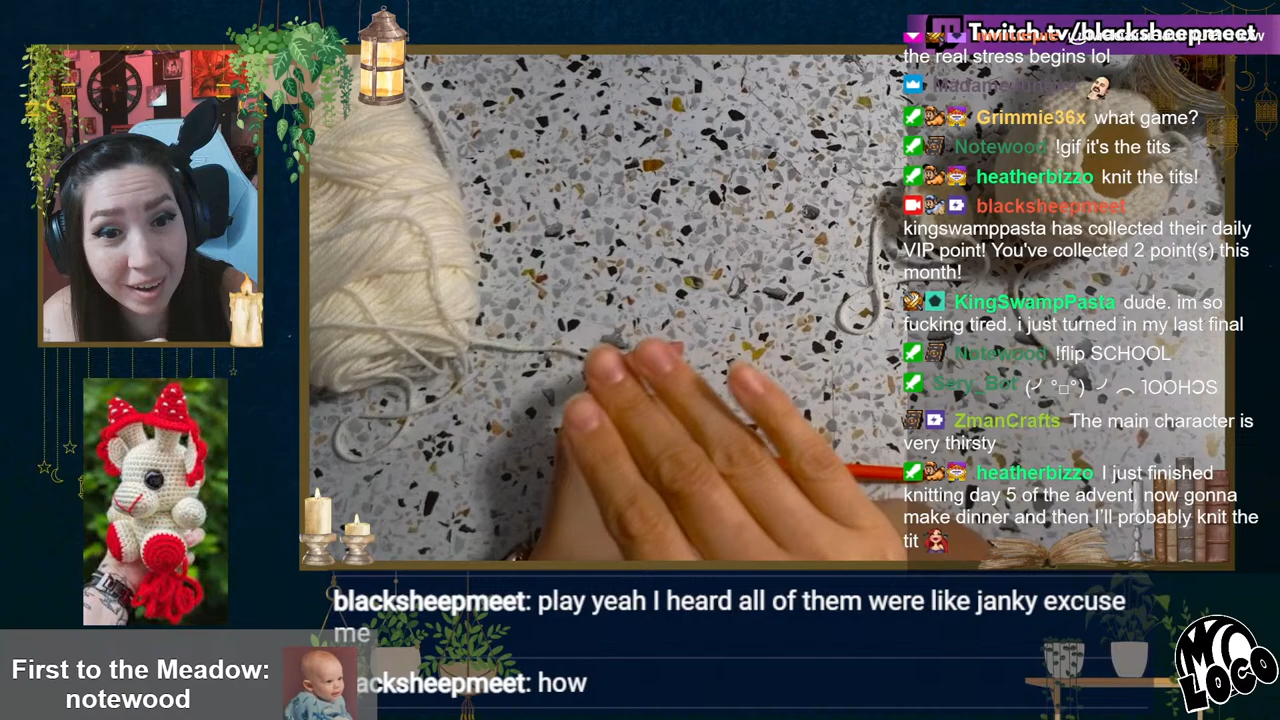 Twitch.tv/blacksheepmeet
the real stress begins lol
Grimmie36x what game?
Notewood !gif it's the tits
heatherbizzo knit the tits!
blacksheepmeet
kingswamppasta has collected their daily
VIP point! You've collected 2 point(s) this
month!
KingSwampPasta dude. im so
fucking tired. i just turned in my last final
Notewood !flip SCHOOL
Sery_Bot (╯°□°)╯︵ ˥OOHƆS
ZmanCrafts The main character is
very thirsty
heatherbizzo I just finished
knitting day 5 of the advent, now gonna
make dinner and then I'll probably knit the
tit
blacksheepmeet: play yeah I heard all of them were like janky excuse
me
acksheepmeet: how
First to the Meadow:
notewood
MC
LOCO